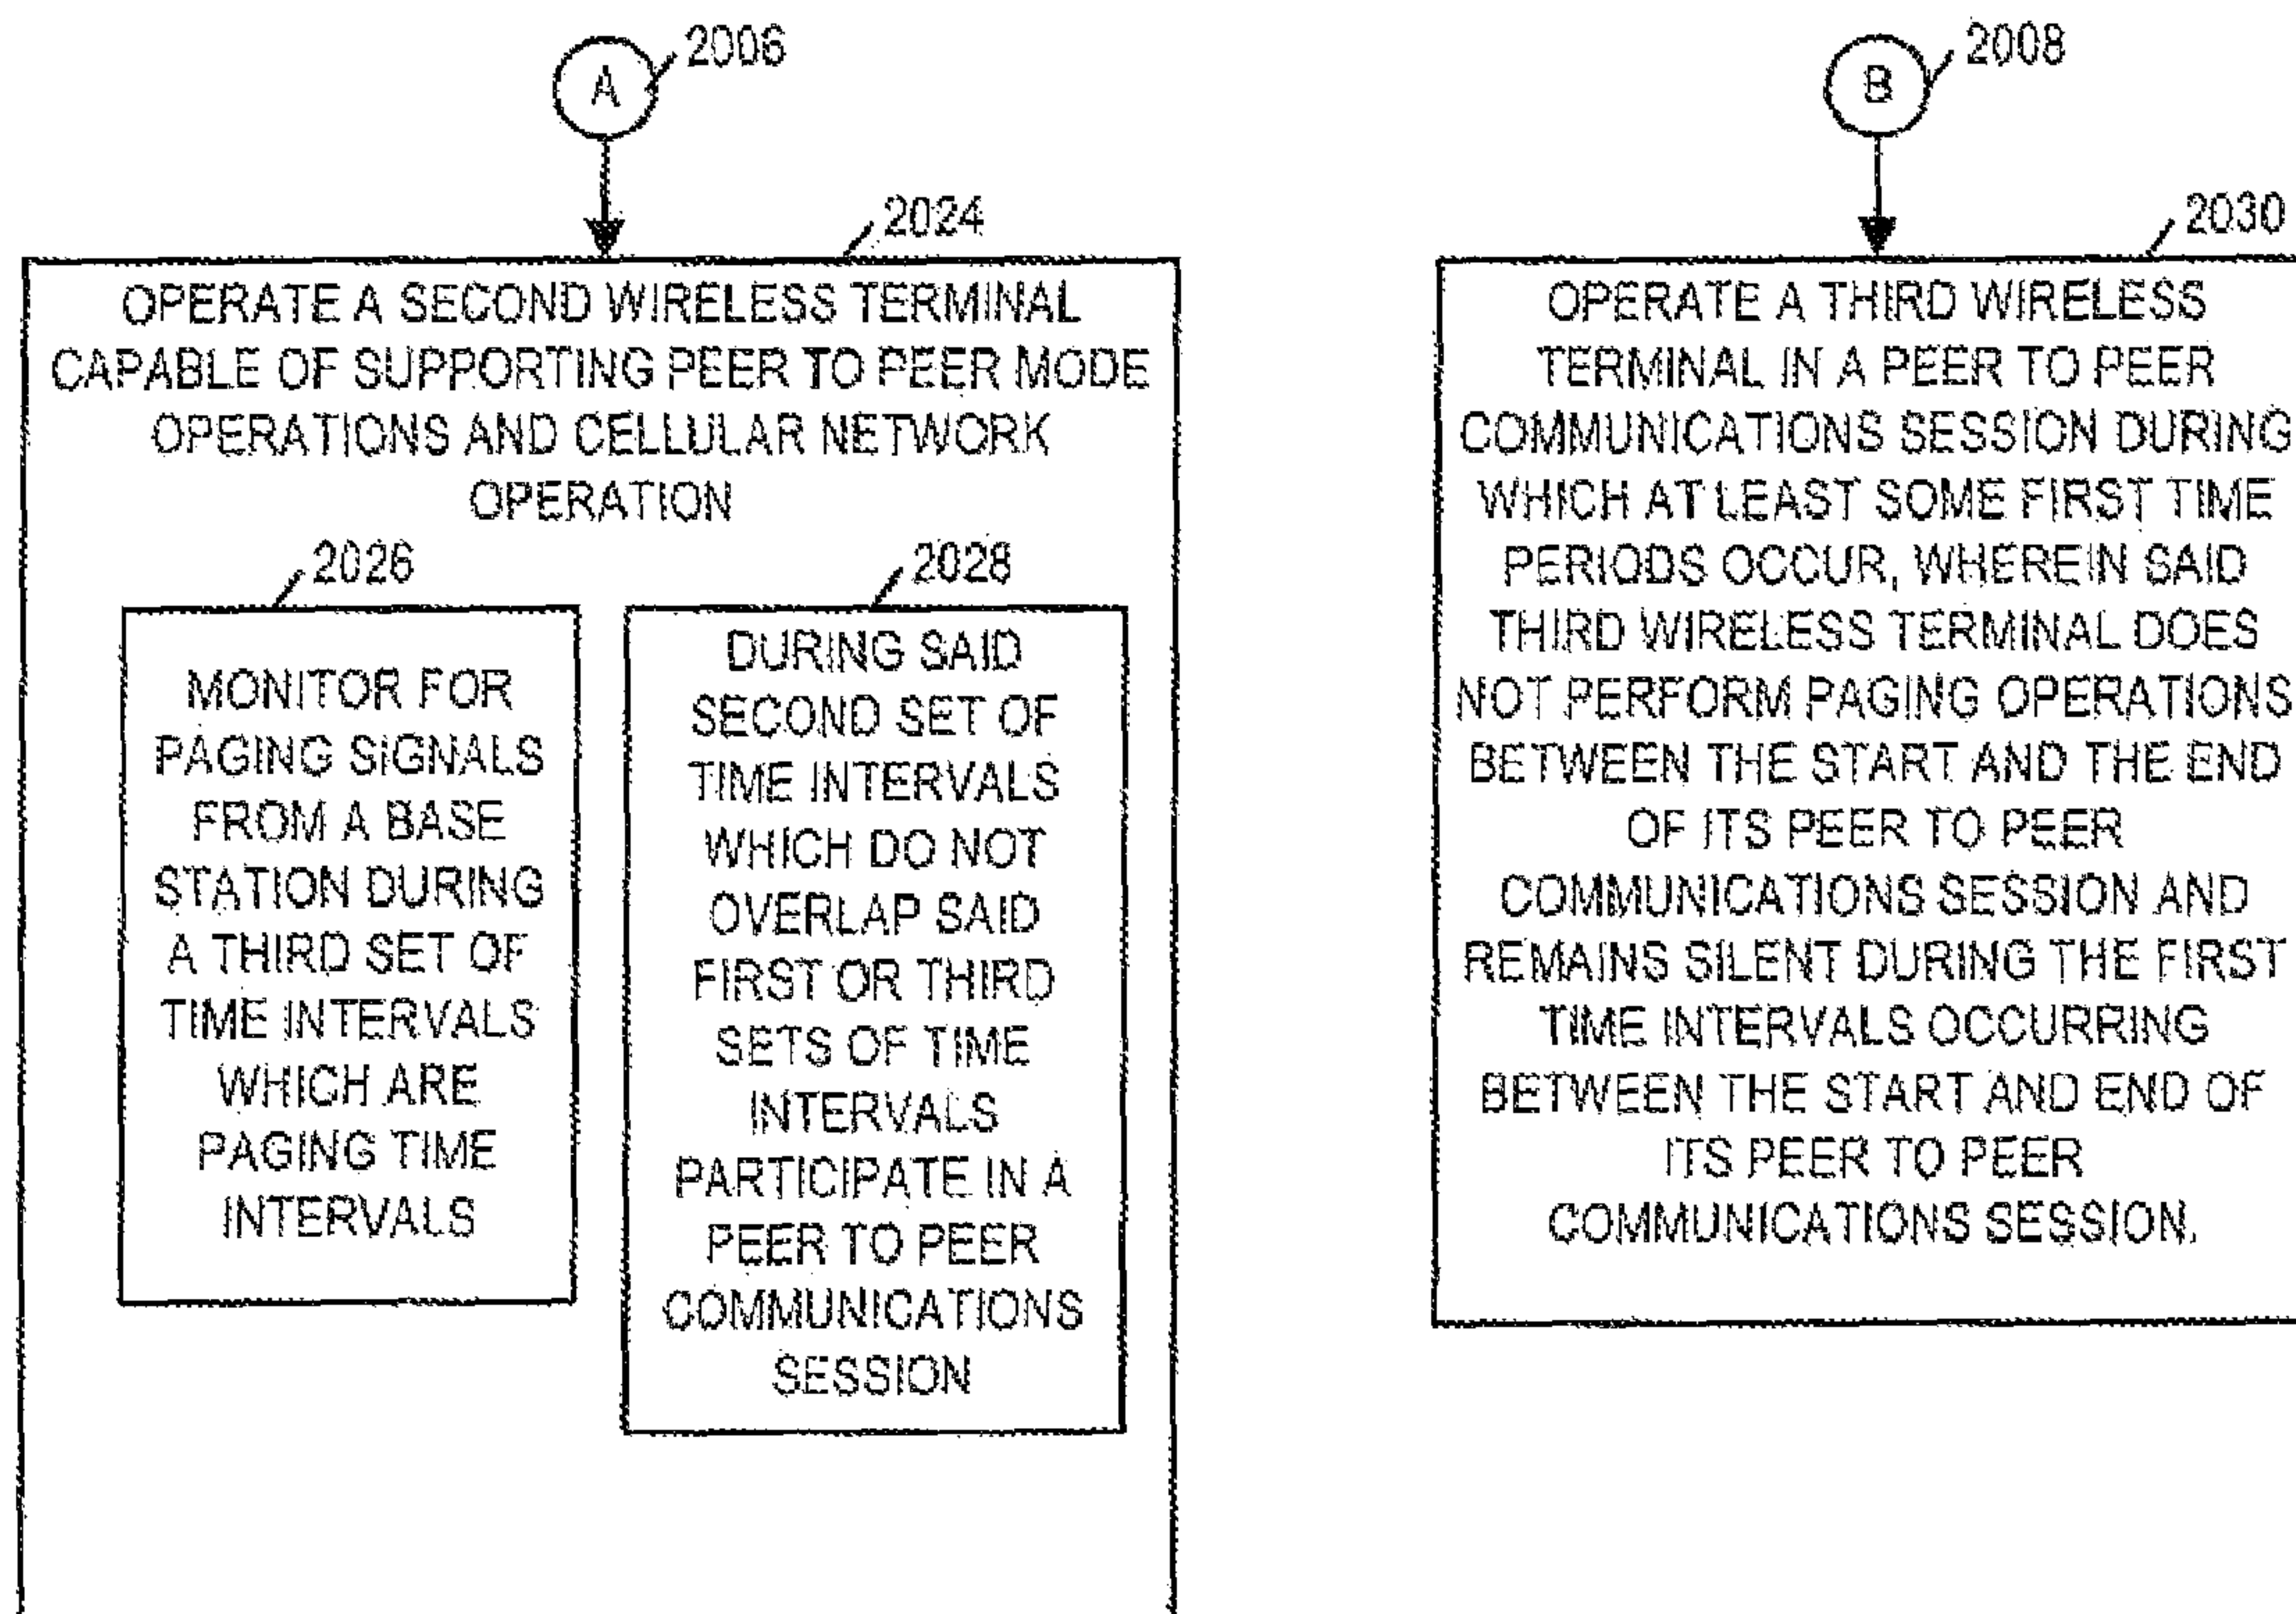 A
2006
2024
OPERATE A SECOND WIRELESS TERMINAL
CAPABLE OF SUPPORTING PEER TO PEER MODE
OPERATIONS AND CELLULAR NETWORK
OPERATION
2026
MONITOR FOR
PAGING SIGNALS
FROM A BASE
STATION DURING
A THIRD SET OF
TIME INTERVALS
WHICH ARE
PAGING TIME
INTERVALS
2028
DURING SAID
SECOND SET OF
TIME INTERVALS
WHICH DO NOT
OVERLAP SAID
FIRST OR THIRD
SETS OF TIME
INTERVALS
PARTICIPATE IN A
PEER TO PEER
COMMUNICATIONS
SESSION
B
2008
2030
OPERATE A THIRD WIRELESS
TERMINAL IN A PEER TO PEER
COMMUNICATIONS SESSION DURING
WHICH AT LEAST SOME FIRST TIME
PERIODS OCCUR, WHEREIN SAID
THIRD WIRELESS TERMINAL DOES
NOT PERFORM PAGING OPERATIONS
BETWEEN THE START AND THE END
OF ITS PEER TO PEER
COMMUNICATIONS SESSION AND
REMAINS SILENT DURING THE FIRST
TIME INTERVALS OCCURRING
BETWEEN THE START AND END OF
ITS PEER TO PEER
COMMUNICATIONS SESSION.